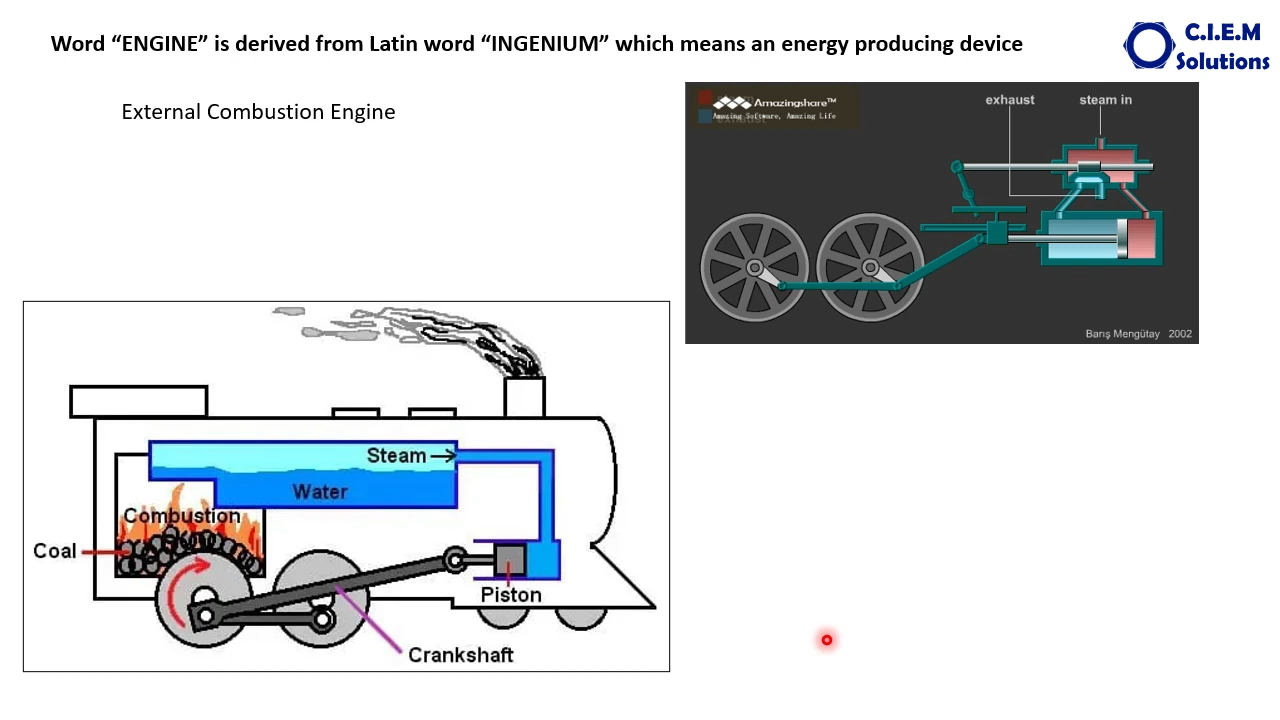 Word “ENGINE” is derived from Latin word “INGENIUM” which means an energy producing device
C.I.E.M
Solutions
External Combustion Engine
Amazingshare™
Amazing Software, Amazing Life
exhaust
steam in
Barış Mengütay 2002
Steam
Water
Combustion
Coal
Piston
Crankshaft